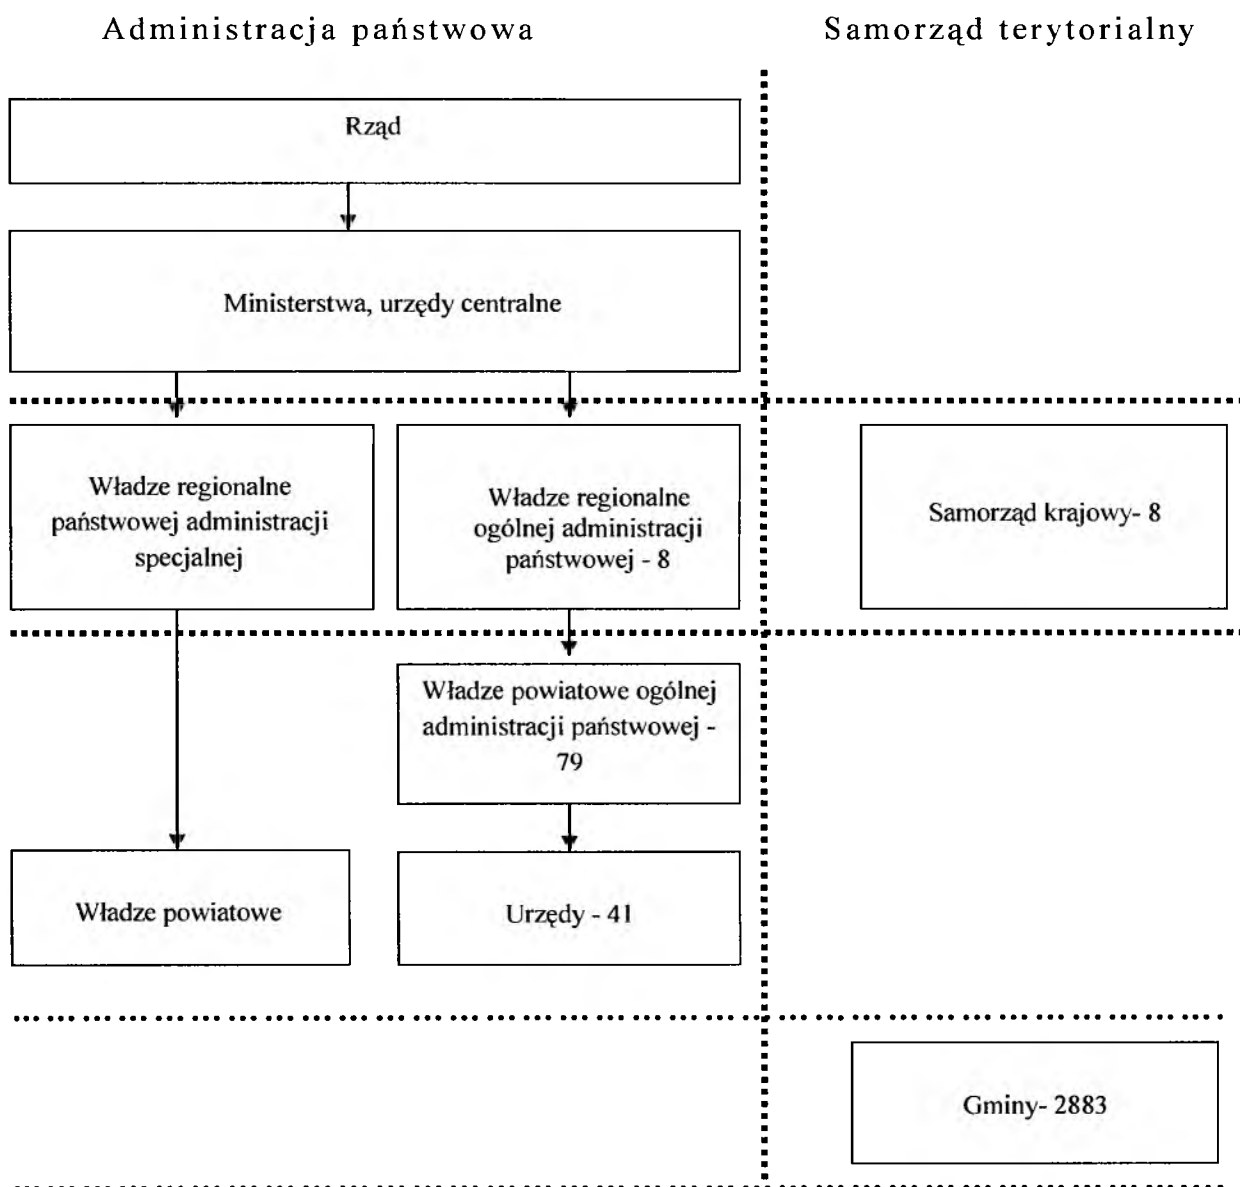 Administracja państwowa
Samorząd terytorialny
Rząd
Ministerstwa, urzędy centralne
Władze regionalne
państwowej administracji
specjalnej
Władze regionalne
ogólnej administracji
państwowej - 8
Samorząd krajowy- 8
Władze powiatowe ogólnej
administracji państwowej -
79
Władze powiatowe
Urzędy - 41
Gminy- 2883